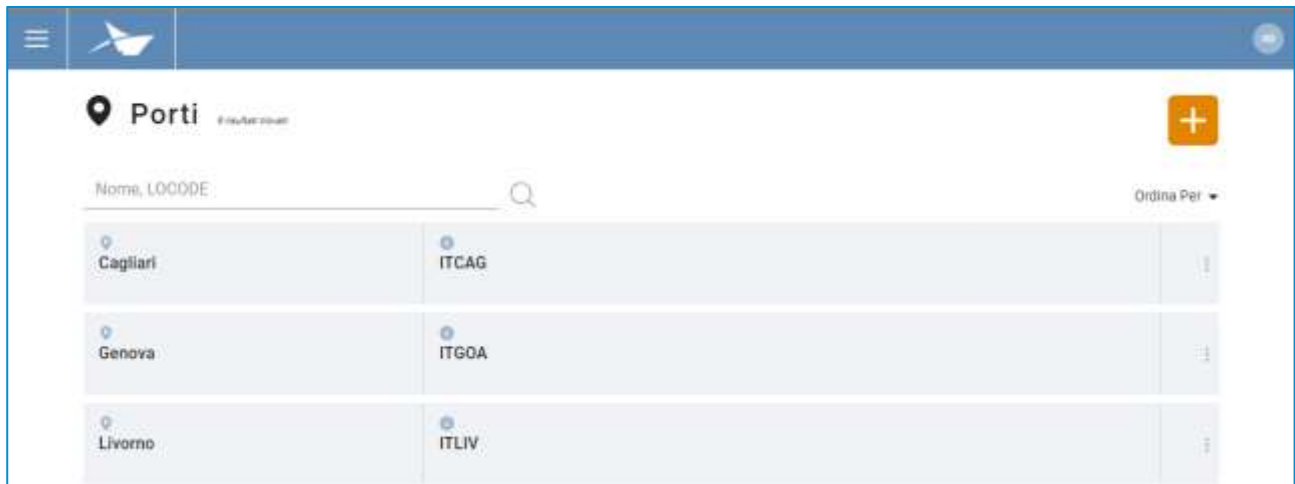 Porti
Nome, LOCODE
Ordina Per
Cagliari
ITCAG
Genova
ITGOA
Livorno
ITLIV